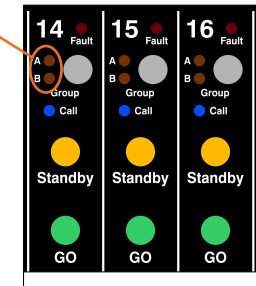 14 Fault 15 Fault 16 Fault
A A A
B B B
Group Group Group
Call Call Call
Standby Standby Standby
GO GO GO